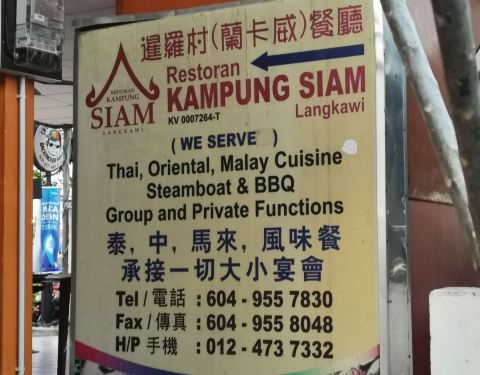 暹羅村(蘭卡威)餐廳
RESTORAN
KAMPUNG
SIAM
LANGKAWI
Restoran
KAMPUNG SIAM
KV 0007264-T
Langkawi
(WE SERVE)
Thai, Oriental, Malay Cuisine
Steamboat & BBQ
Group and Private Functions
泰，中，馬來，風味餐
承接一切大小宴會
Tel / 電話 : 604 - 955 7830
Fax / 傳真 : 604 - 955 8048
H/P 手機 : 012 - 473 7332